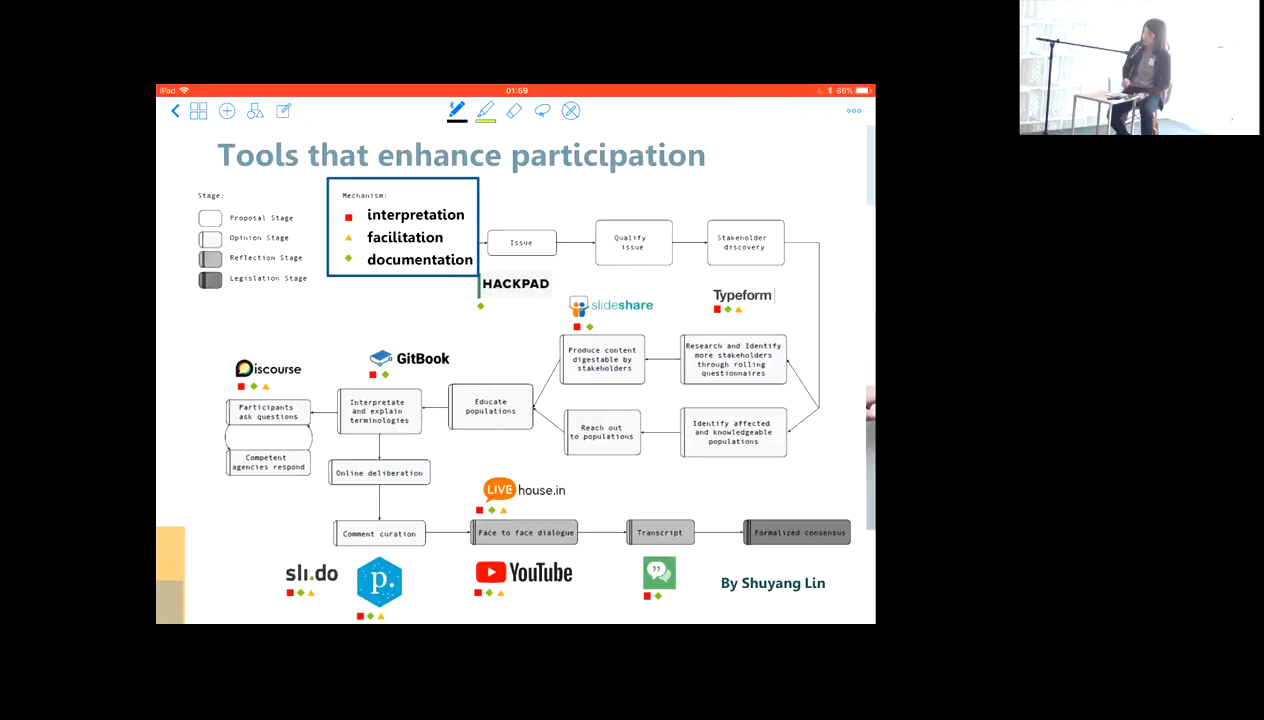 iPad
01:59
86%
Tools that enhance participation
Stage:
Proposal Stage
Opinion Stage
Reflection Stage
Legislation Stage
Mechanism:
interpretation
facilitation
documentation
Issue
Qualify
issue
Stakeholder
discovery
HACKPAD
slideshare
Typeform
Produce content
digestable by
stakeholders
Research and Identify
more stakeholders
through rolling
questionnaires
Discourse
GitBook
Participants
ask questions
Interpretate
and explain
terminologies
Educate
populations
Reach out
to populations
Identify affected
and knowledgeable
populations
Competent
agencies respond
Online deliberation
LIVE house.in
Comment curation
Face to face dialogue
Transcript
Formalized consensus
sli.do
p.
YouTube
By Shuyang Lin